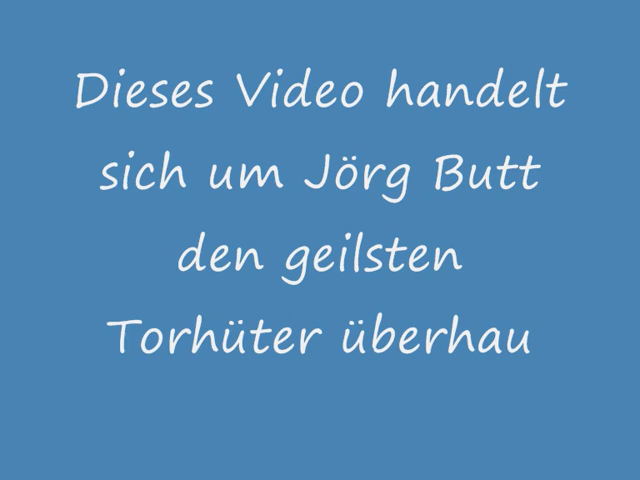 Dieses Video handelt
sich um Jörg Butt
den geilsten
Torhüter überhau